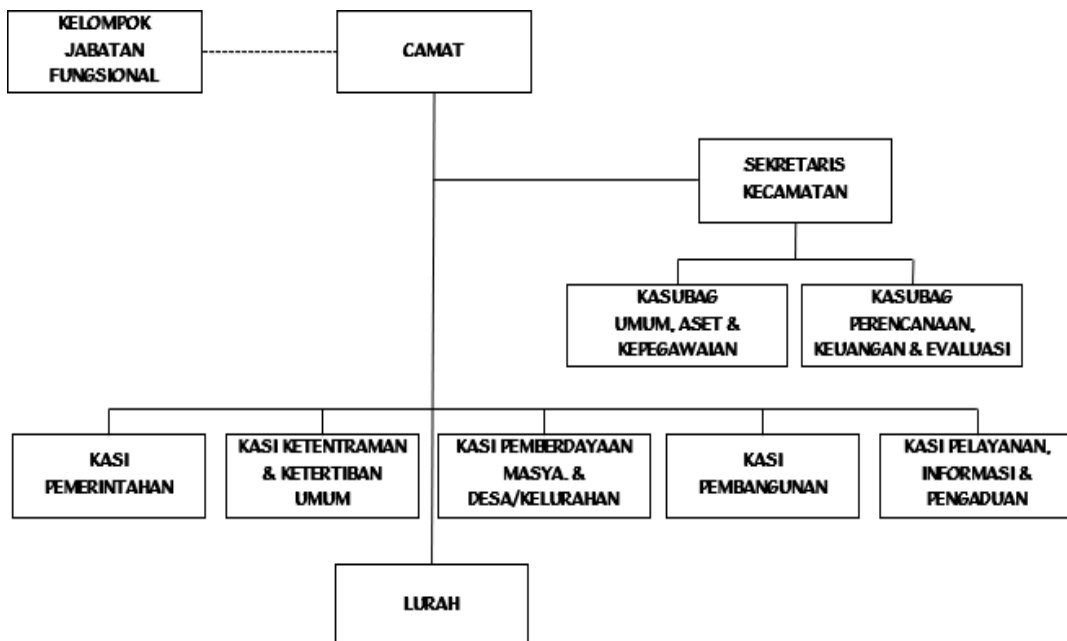 KELOMPOK
JABATAN
FUNGSIONAL
CAMAT
SEKRETARIS
KECAMATAN
KASUBAG
UMUM, ASET &
KEPEGAWAIAN
KASUBAG
PERENCANAAN,
KEUANGAN & EVALUASI
KASI
PEMERINTAHAN
KASI KETENTRAMAN
& KETERTIBAN
UMUM
KASI PEMBERDAYAAN
MASYA. &
DESA/KELURAHAN
KASI
PEMBANGUNAN
KASI PELAYANAN,
INFORMASI &
PENGADUAN
LURAH